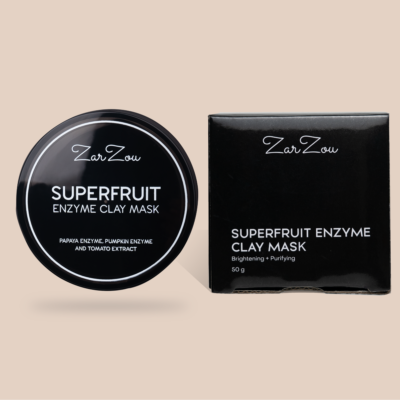 ZarZou
SUPERFRUIT
ENZYME CLAY MASK
PAPAYA ENZYME, PUMPKIN ENZYME
AND TOMATO EXTRACT
ZarZou
SUPERFRUIT ENZYME
CLAY MASK
Brightening + Purifying
50 g